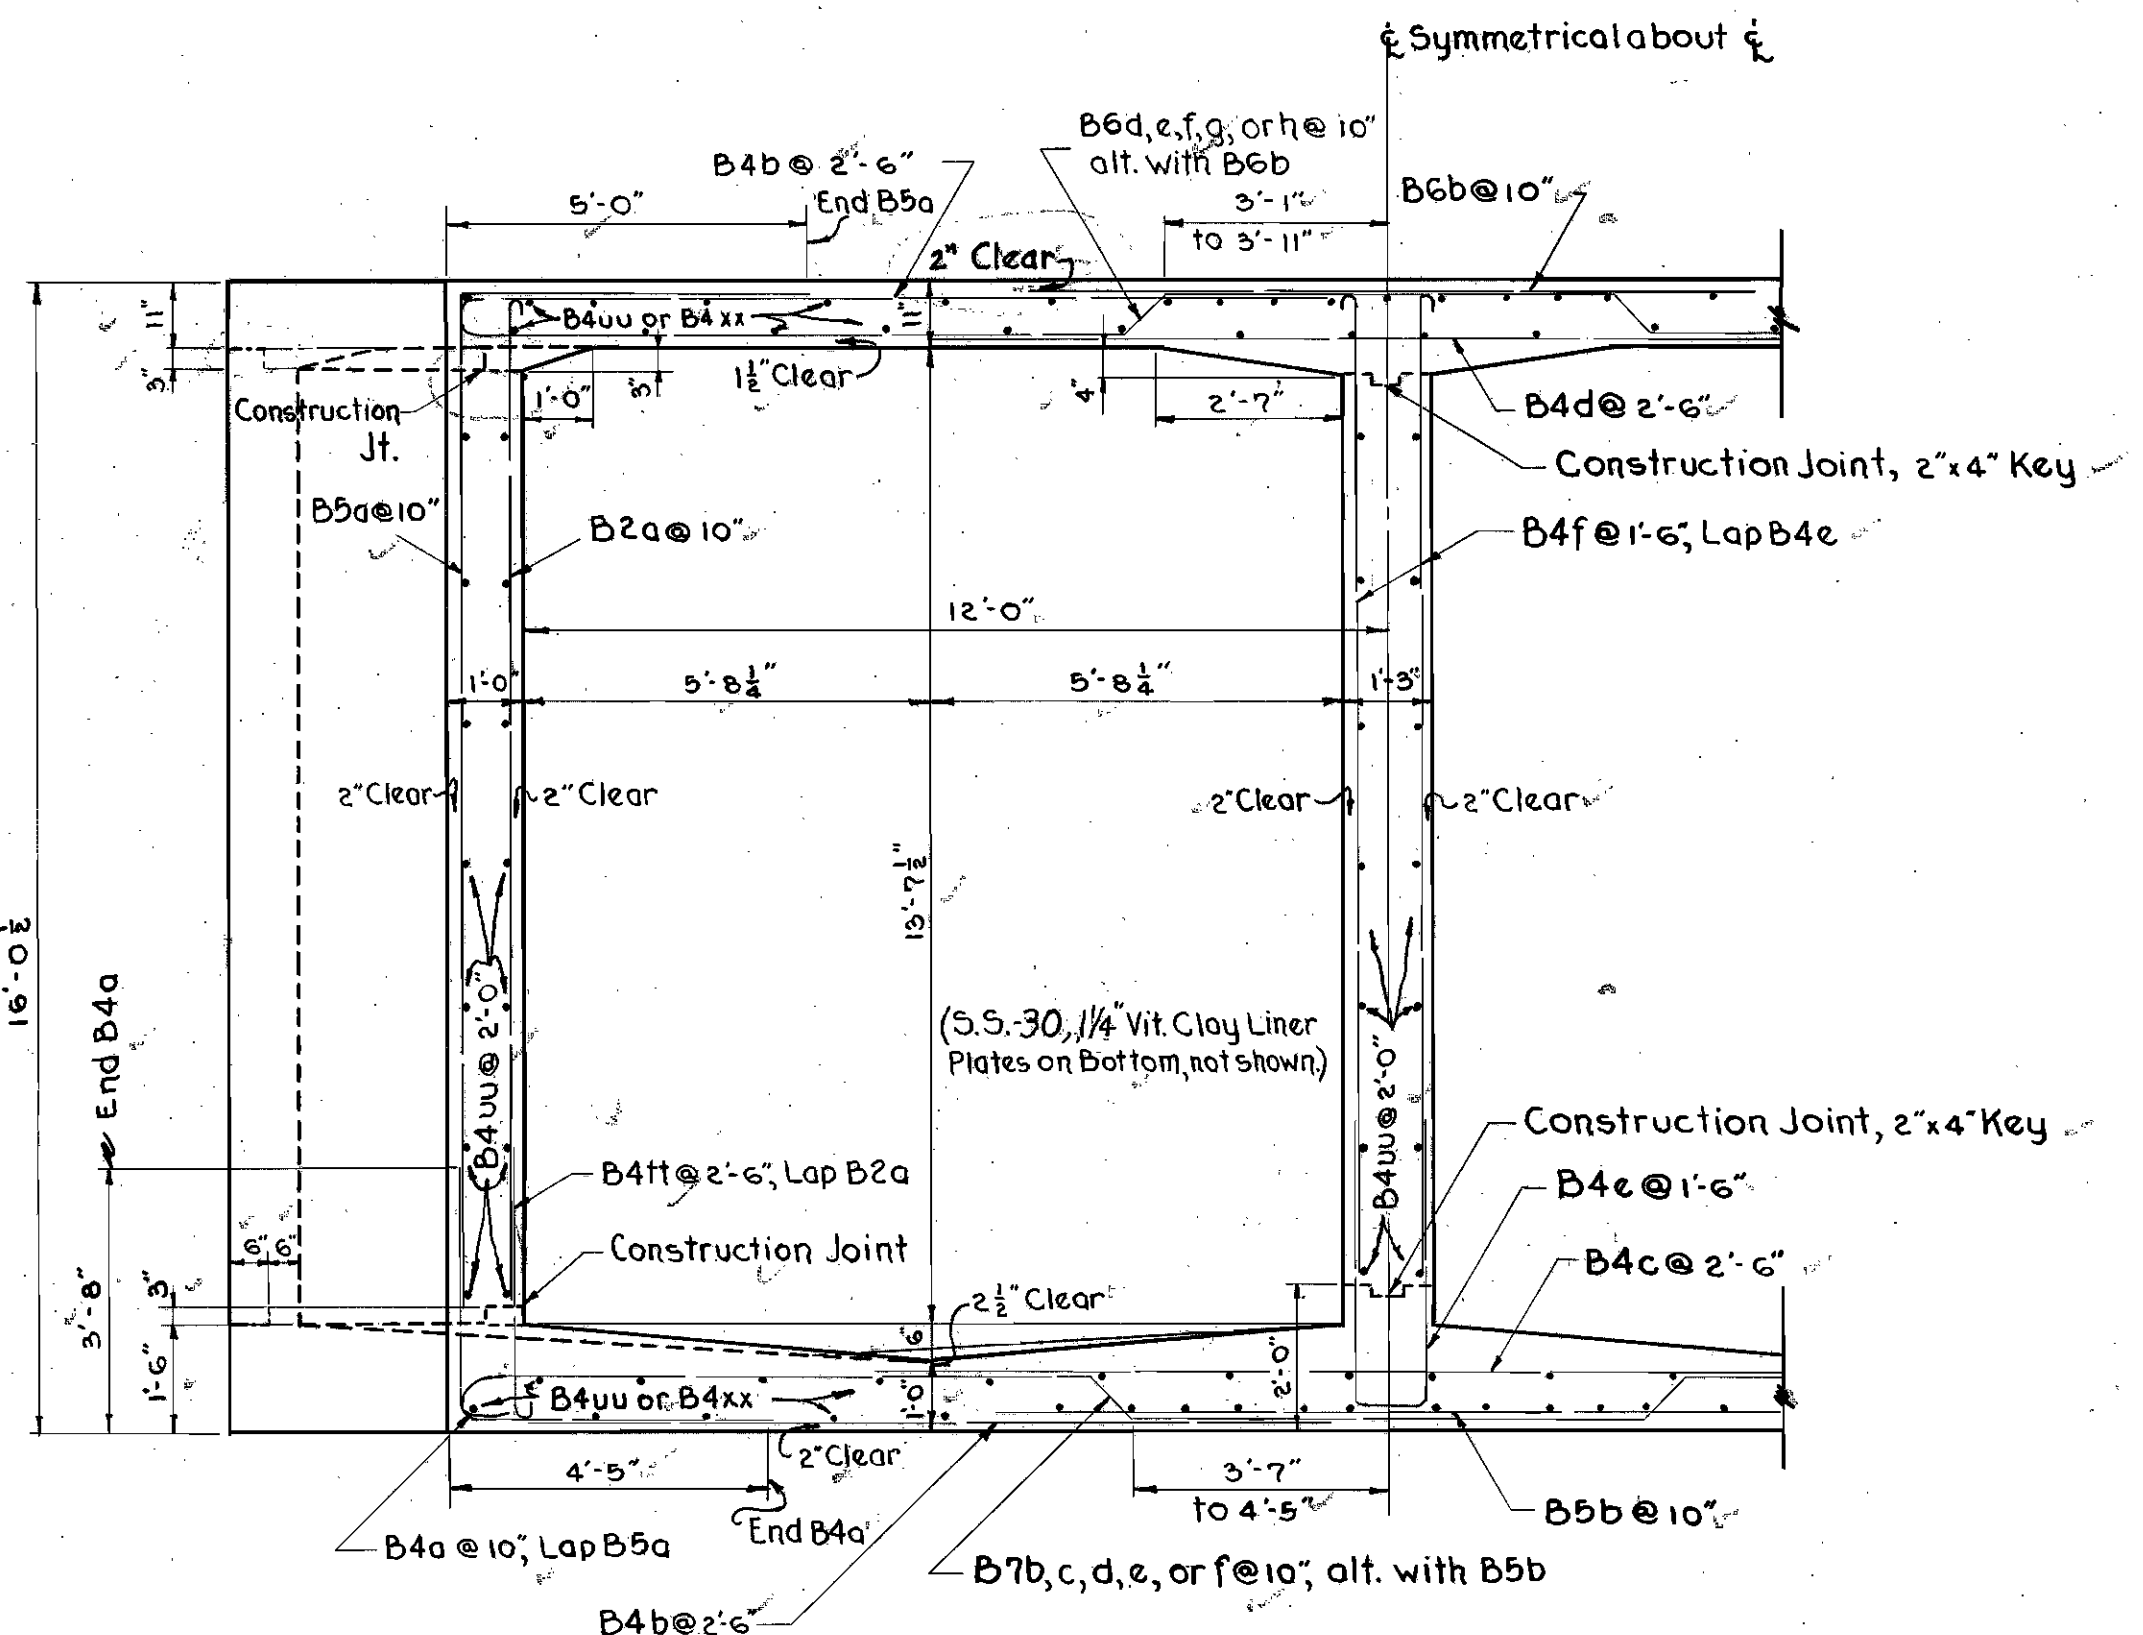 ℄ Symmetrical about ℄
B6d,e,f,g, or h @ 10"
alt. with B6b
B4b @ 2'-6"
End B5a
5'-0"
3'-1"
to 3'-11"
B6b @ 10"
2" Clear
11"
B4uu or B4xx
11"
3"
1½" Clear
3"
1'-0"
4"
2'-7"
B4d @ 2'-6"
Construction
Jt.
Construction Joint, 2"x4" Key
B5a @ 10"
B2a @ 10"
B4f @ 1'-6", Lap B4e
12'-0"
1'-0"
5'-8¼"
5'-8¼"
1'-3"
2" Clear
2" Clear
2" Clear
2" Clear
13'-7½"
16'-0½"
End B4a
B4uu @ 2'-0"
(S.S.-30, 1¼" Vit. Clay Liner
Plates on Bottom, not shown.)
B4uu @ 2'-0"
Construction Joint, 2"x4" Key
B4tt @ 2'-6", Lap B2a
B4e @ 1'-6"
Construction Joint
B4c @ 2'-6"
6"
6"
3"
3'-8"
1'-6"
2½" Clear
6"
1'-0"
2'-0"
B4uu or B4xx
2" Clear
4'-5"
End B4a
3'-7"
to 4'-5"
B5b @ 10"
B4a @ 10", Lap B5a
B7b,c,d,e, or f @ 10", alt. with B5b
B4b @ 2'-6"